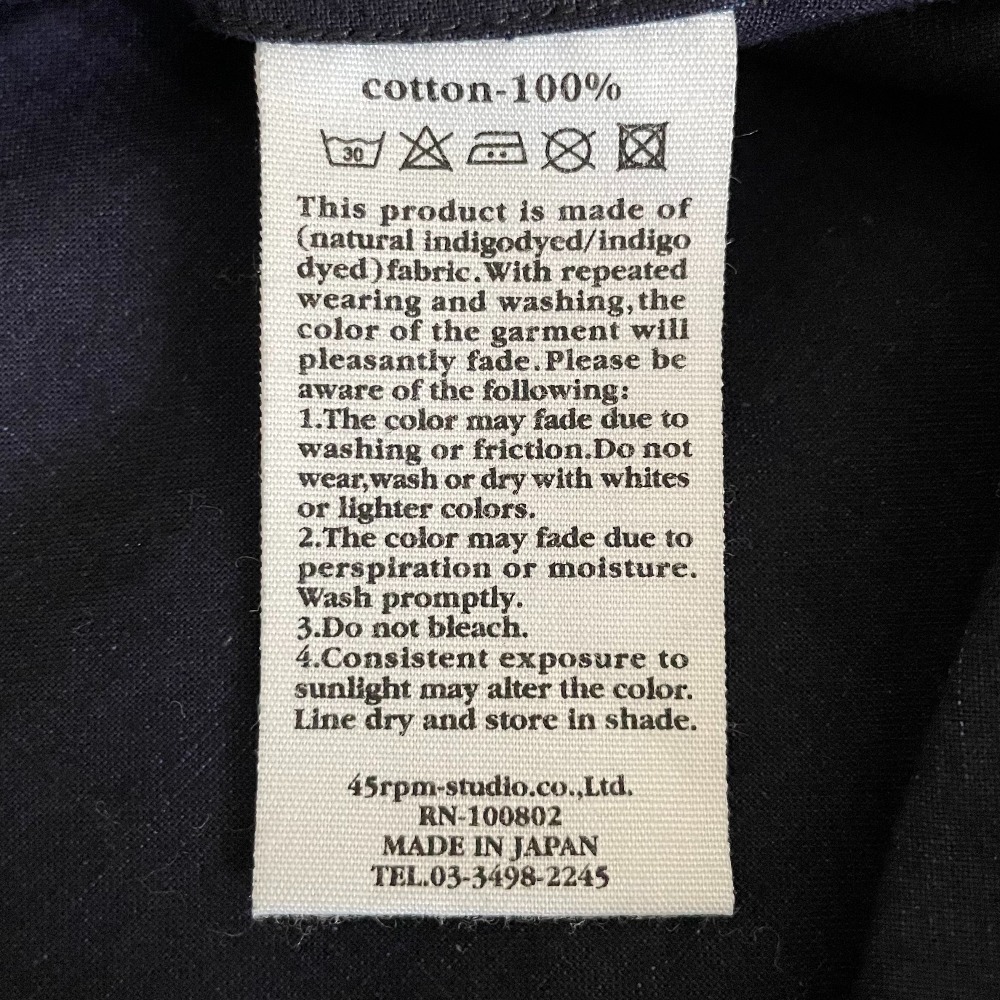 cotton-100%
30
This product is made of
(natural indigodyed/indigo
dyed)fabric.With repeated
wearing and washing,the
color of the garment will
pleasantly fade.Please be
aware of the following:
1.The color may fade due to
washing or friction.Do not
wear,wash or dry with whites
or lighter colors.
2.The color may fade due to
perspiration or moisture.
Wash promptly.
3.Do not bleach.
4.Consistent exposure to
sunlight may alter the color.
Line dry and store in shade.
45rpm-studio.co.,Ltd.
RN-100802
MADE IN JAPAN
TEL.03-3498-2245